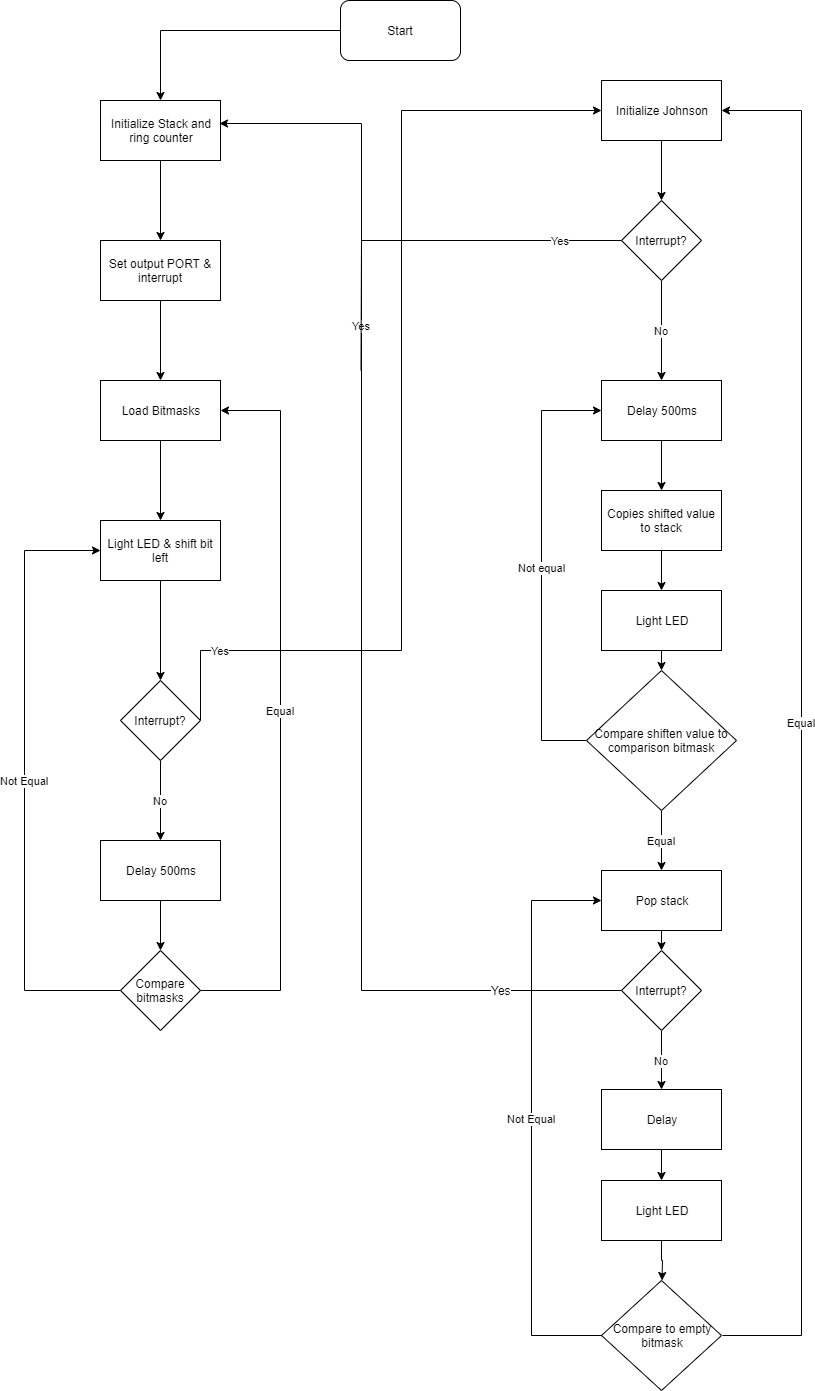 Start
Initialize Stack and
ring counter
Set output PORT &
interrupt
Load Bitmasks
Light LED & shift bit
left
Interrupt?
Yes
No
Delay 500ms
Compare
bitmasks
Not Equal
Equal
Yes
Initialize Johnson
Interrupt?
Yes
No
Delay 500ms
Copies shifted value
to stack
Light LED
Compare shiften value to
comparison bitmask
Not equal
Equal
Pop stack
Interrupt?
Yes
No
Delay
Light LED
Compare to empty
bitmask
Not Equal
Equal